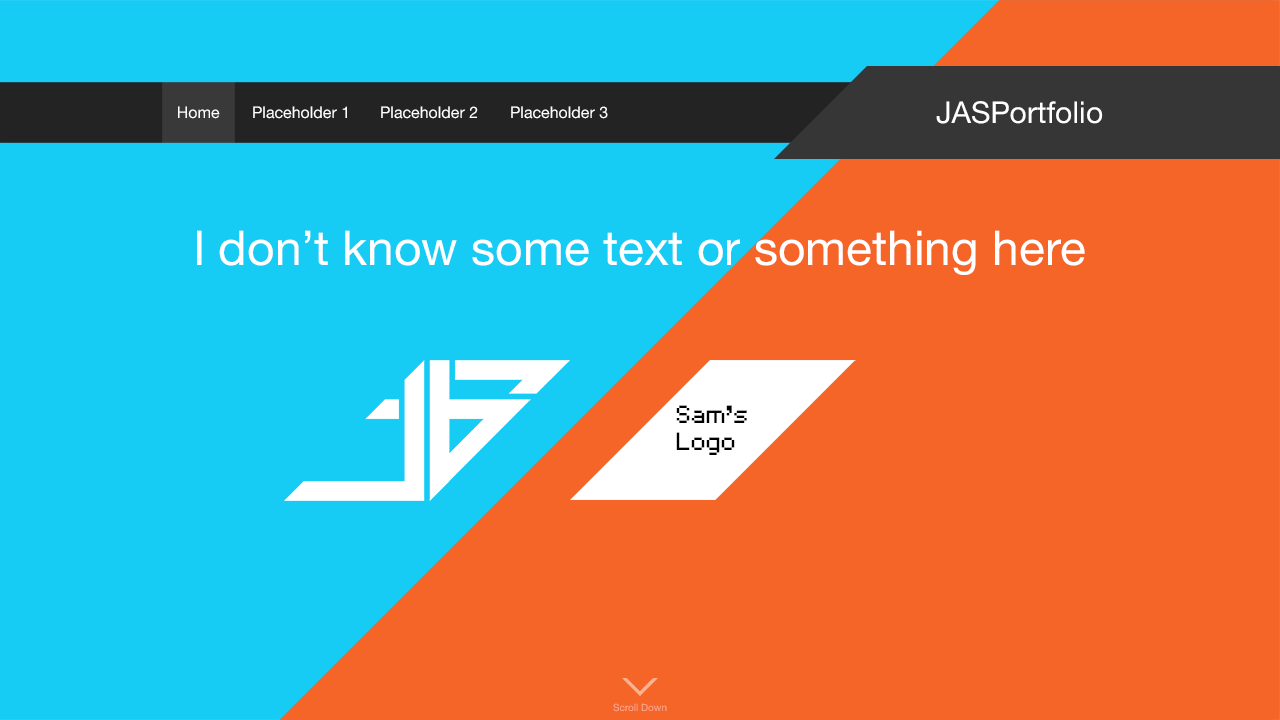 Home Placeholder 1 Placeholder 2 Placeholder 3
JASPortfolio
I don’t know some text or something here
Sam's
Logo
Scroll Down